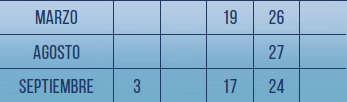 MARZO 19 26
AGOSTO 27
SEPTIEMBRE 3 17 24